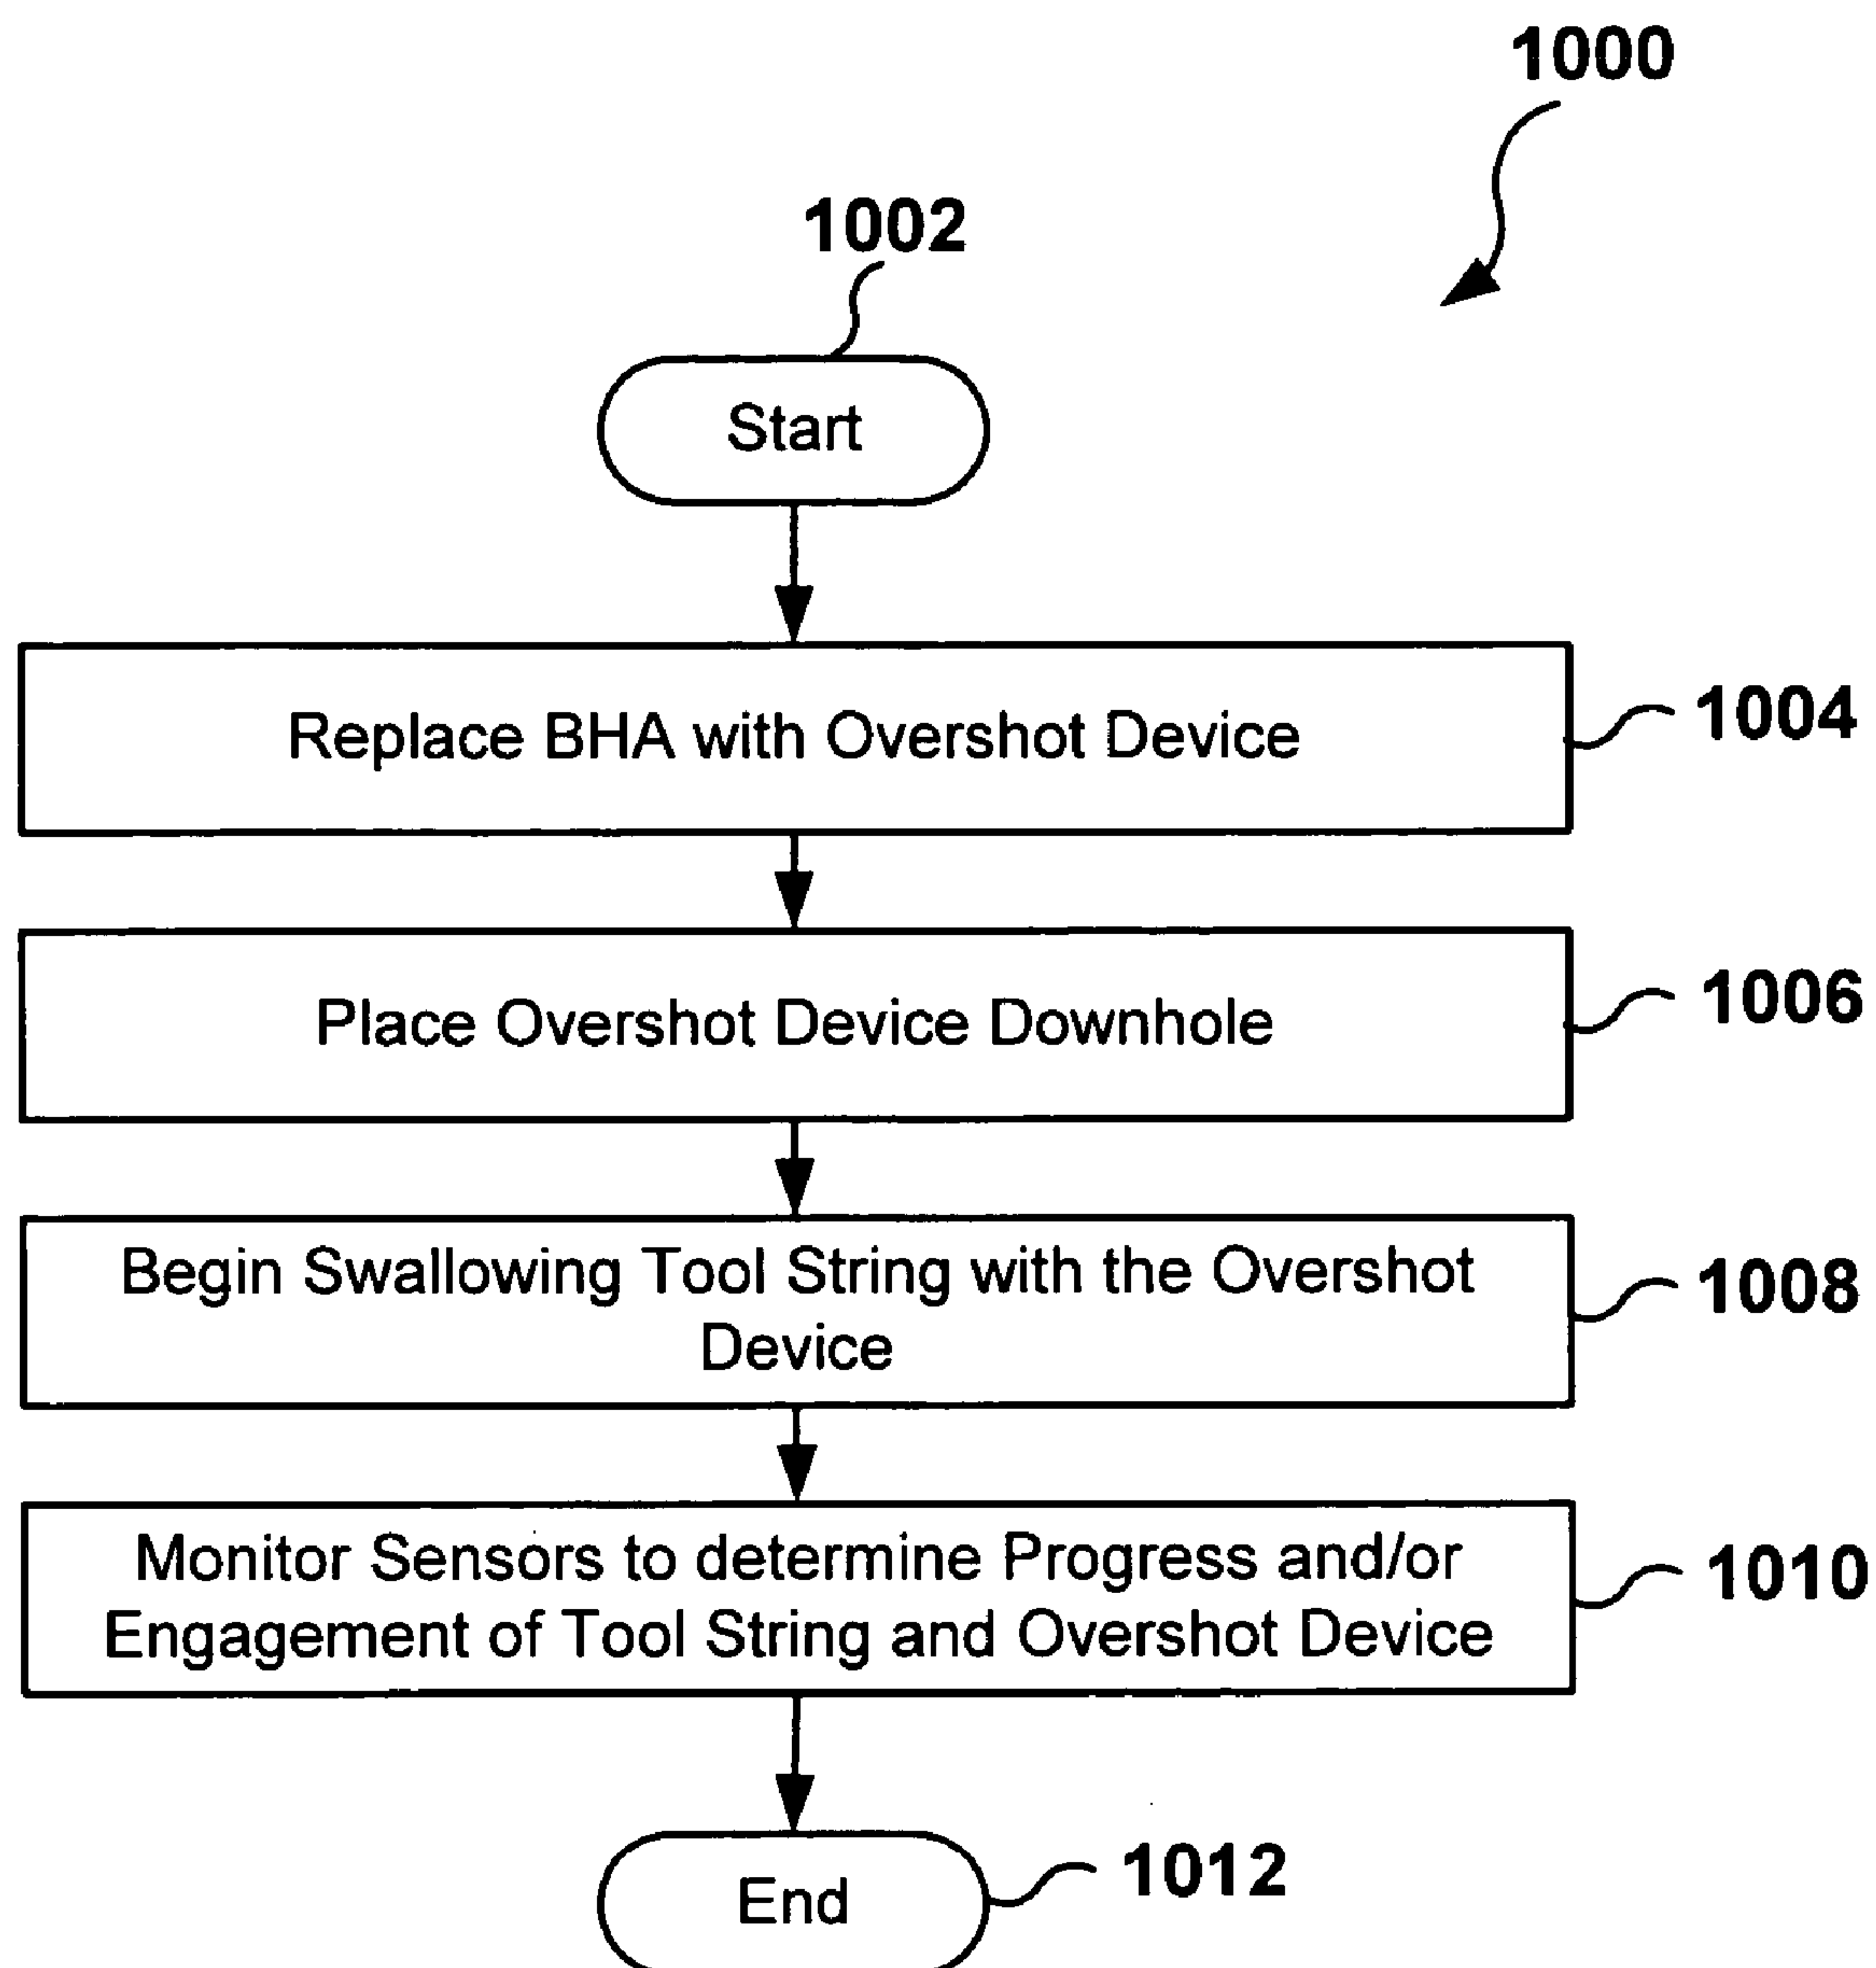 1000
1002
Start
Replace BHA with Overshot Device
1004
Place Overshot Device Downhole
1006
Begin Swallowing Tool String with the Overshot
Device
1008
Monitor Sensors to determine Progress and/or
Engagement of Tool String and Overshot Device
1010
End
1012